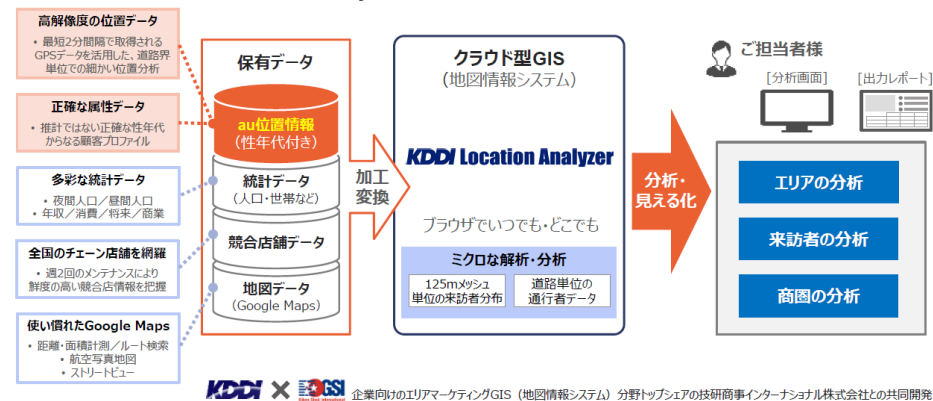 高解像度の位置データ
• 最短2分間隔で取得される
GPSデータを活用した、道路界
単位での細かい位置分析
正確な属性データ
• 推計ではない正確な性年代
からなる顧客プロファイル
多彩な統計データ
• 夜間人口／昼間人口
• 年収／消費／将来／商業
全国のチェーン店舗を網羅
• 週2回のメンテナンスにより
鮮度の高い競合店情報を把握
使い慣れたGoogle Maps
• 距離・面積計測／ルート検索
• 航空写真地図
• ストリートビュー
保有データ
au位置情報
（性年代付き）
統計データ
（人口・世帯など）
競合店舗データ
地図データ
（Google Maps）
加工
変換
クラウド型GIS
（地図情報システム）
KDDI Location Analyzer
ブラウザでいつでも・どこでも
ミクロな解析・分析
125mメッシュ
単位の来訪者分布
道路単位の
通行者データ
分析・
見える化
ご担当者様
[分析画面]
[出力レポート]
エリアの分析
来訪者の分析
商圏の分析
KDDI × GSI 企業向けのエリアマーケティングGIS（地図情報システム）分野トップシェアの技研商事インターナショナル株式会社との共同開発